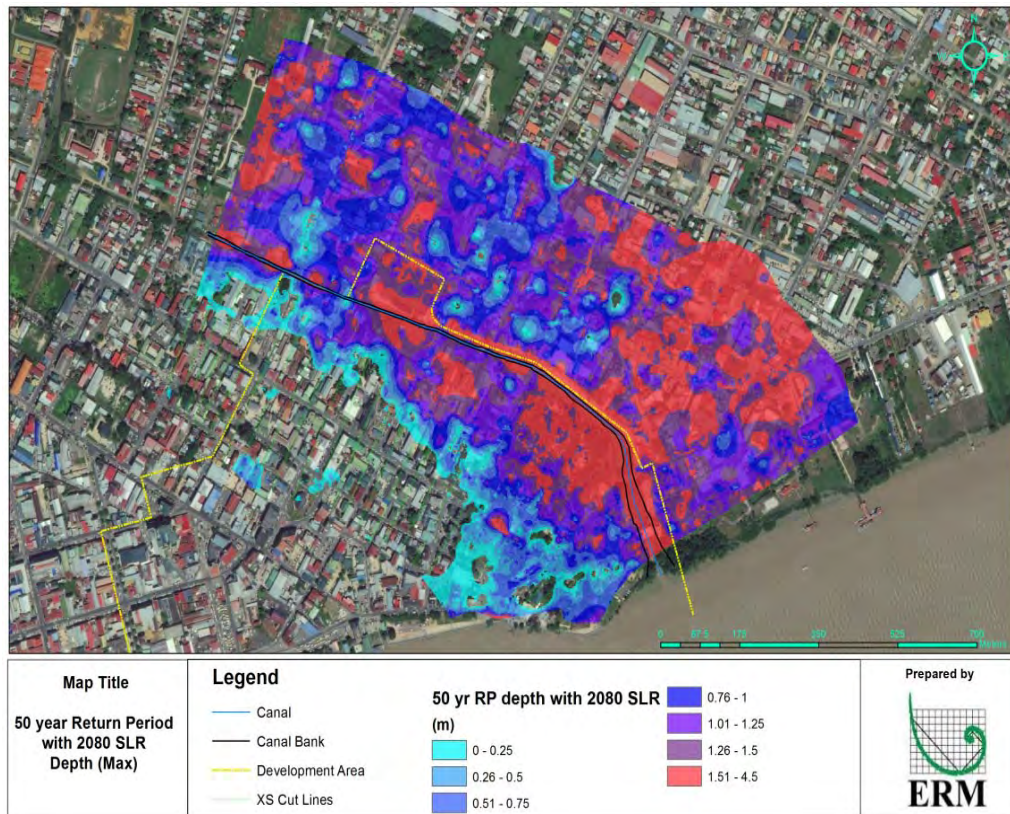 N
0 87.5 175 350 525 700
Meters
Map Title
50 year Return Period
with 2080 SLR
Depth (Max)
Legend
Canal
Canal Bank
Development Area
XS Cut Lines
50 yr RP depth with 2080 SLR
(m)
0 - 0.25
0.26 - 0.5
0.51 - 0.75
0.76 - 1
1.01 - 1.25
1.26 - 1.5
1.51 - 4.5
Prepared by
ERM